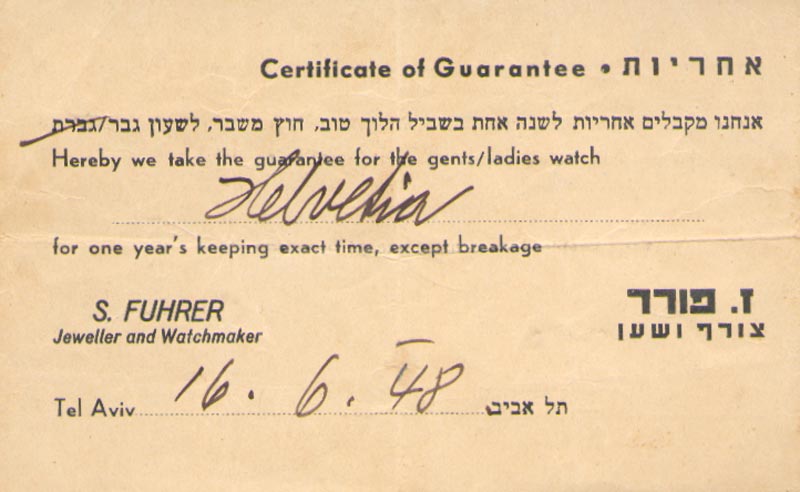 Certificate of Guarantee • אחריות
אנחנו מקבלים אחריות לשנה אחת בשביל הלוך טוב, חוץ משבר, לשעון גבר/גברת
Hereby we take the guarantee for the gents/ladies watch
Helvetia
for one year's keeping exact time, except breakage
S. FUHRER
Jeweller and Watchmaker
ז. פורר
צורף ושען
Tel Aviv 16. 6. 48 תל אביב